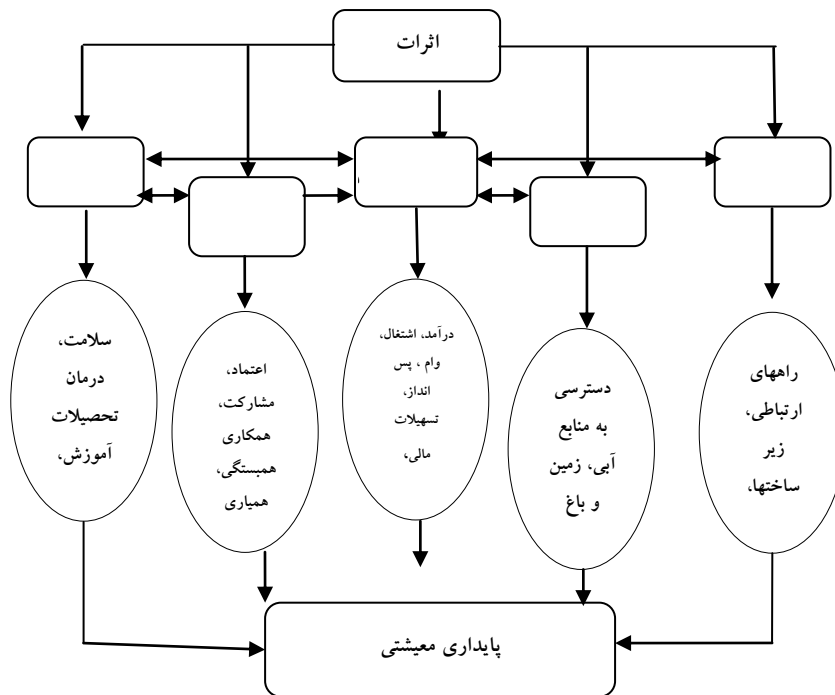 اثرات
راههای
ارتباطی،
زیر
ساختها،
دسترسی
به منابع
آبی، زمین
و باغ
درآمد، اشتغال،
وام ، پس
انداز،
تسهیلات
مالی،
اعتماد،
مشارکت،
همکاری
همبستگی،
همیاری
سلامت،
درمان
تحصیلات
آموزش،
پایداری معیشتی